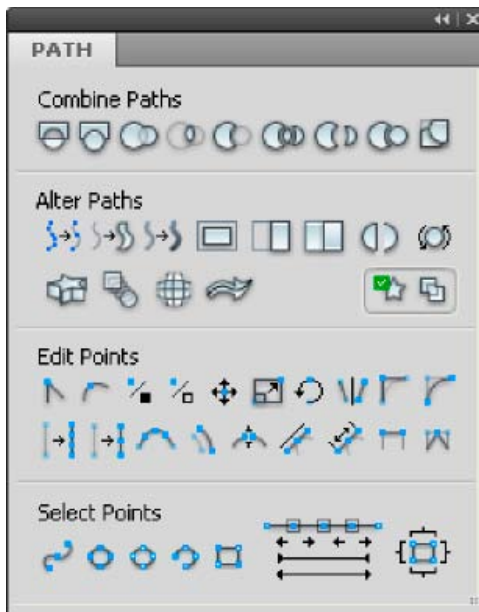 PATH
Combine Paths
Alter Paths
Edit Points
Select Points